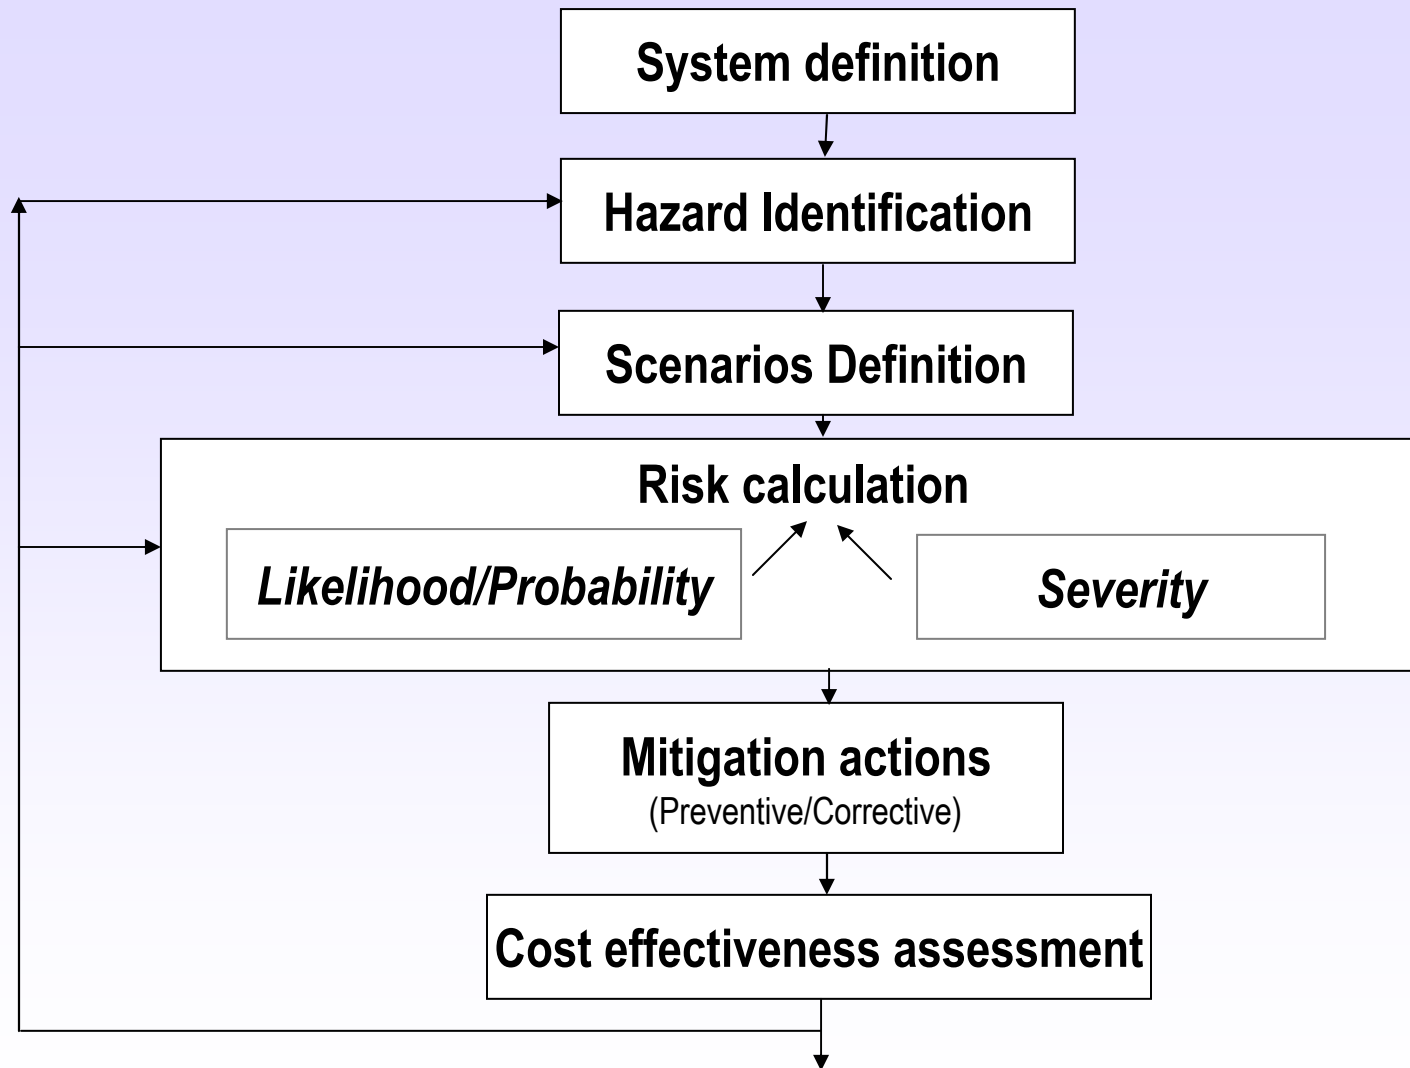 System definition
Hazard Identification
Scenarios Definition
Risk calculation
Likelihood/Probability
Severity
Mitigation actions
(Preventive/Corrective)
Cost effectiveness assessment